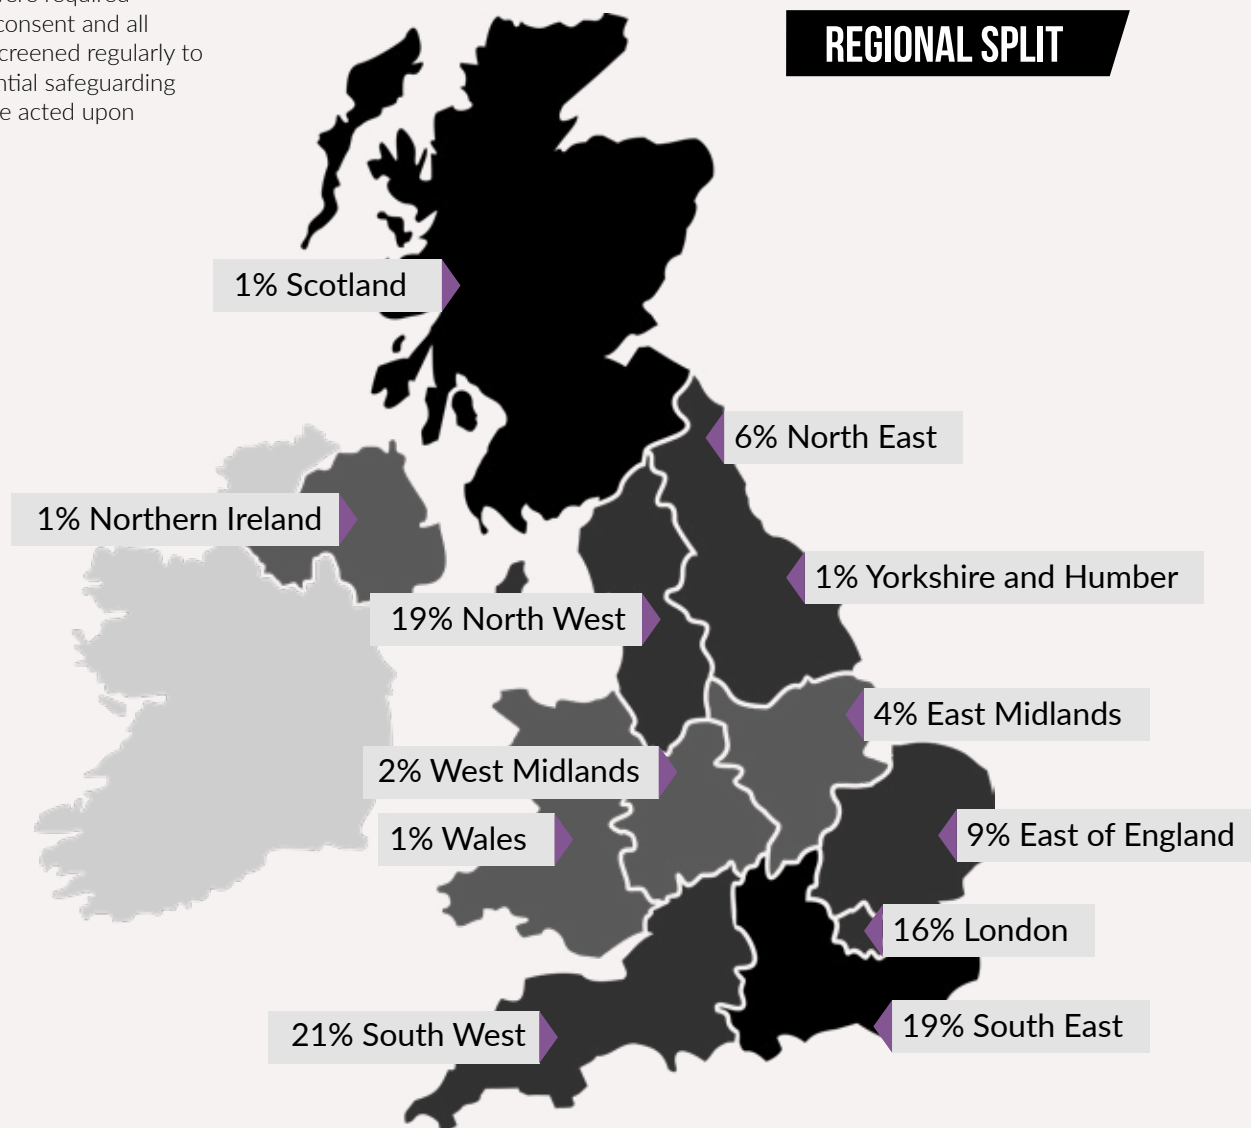 required
consent and all
creened regularly to
ntial safeguarding
e acted upon
REGIONAL SPLIT
1% Scotland
6% North East
1% Northern Ireland
1% Yorkshire and Humber
19% North West
4% East Midlands
2% West Midlands
1% Wales
9% East of England
16% London
19% South East
21% South West